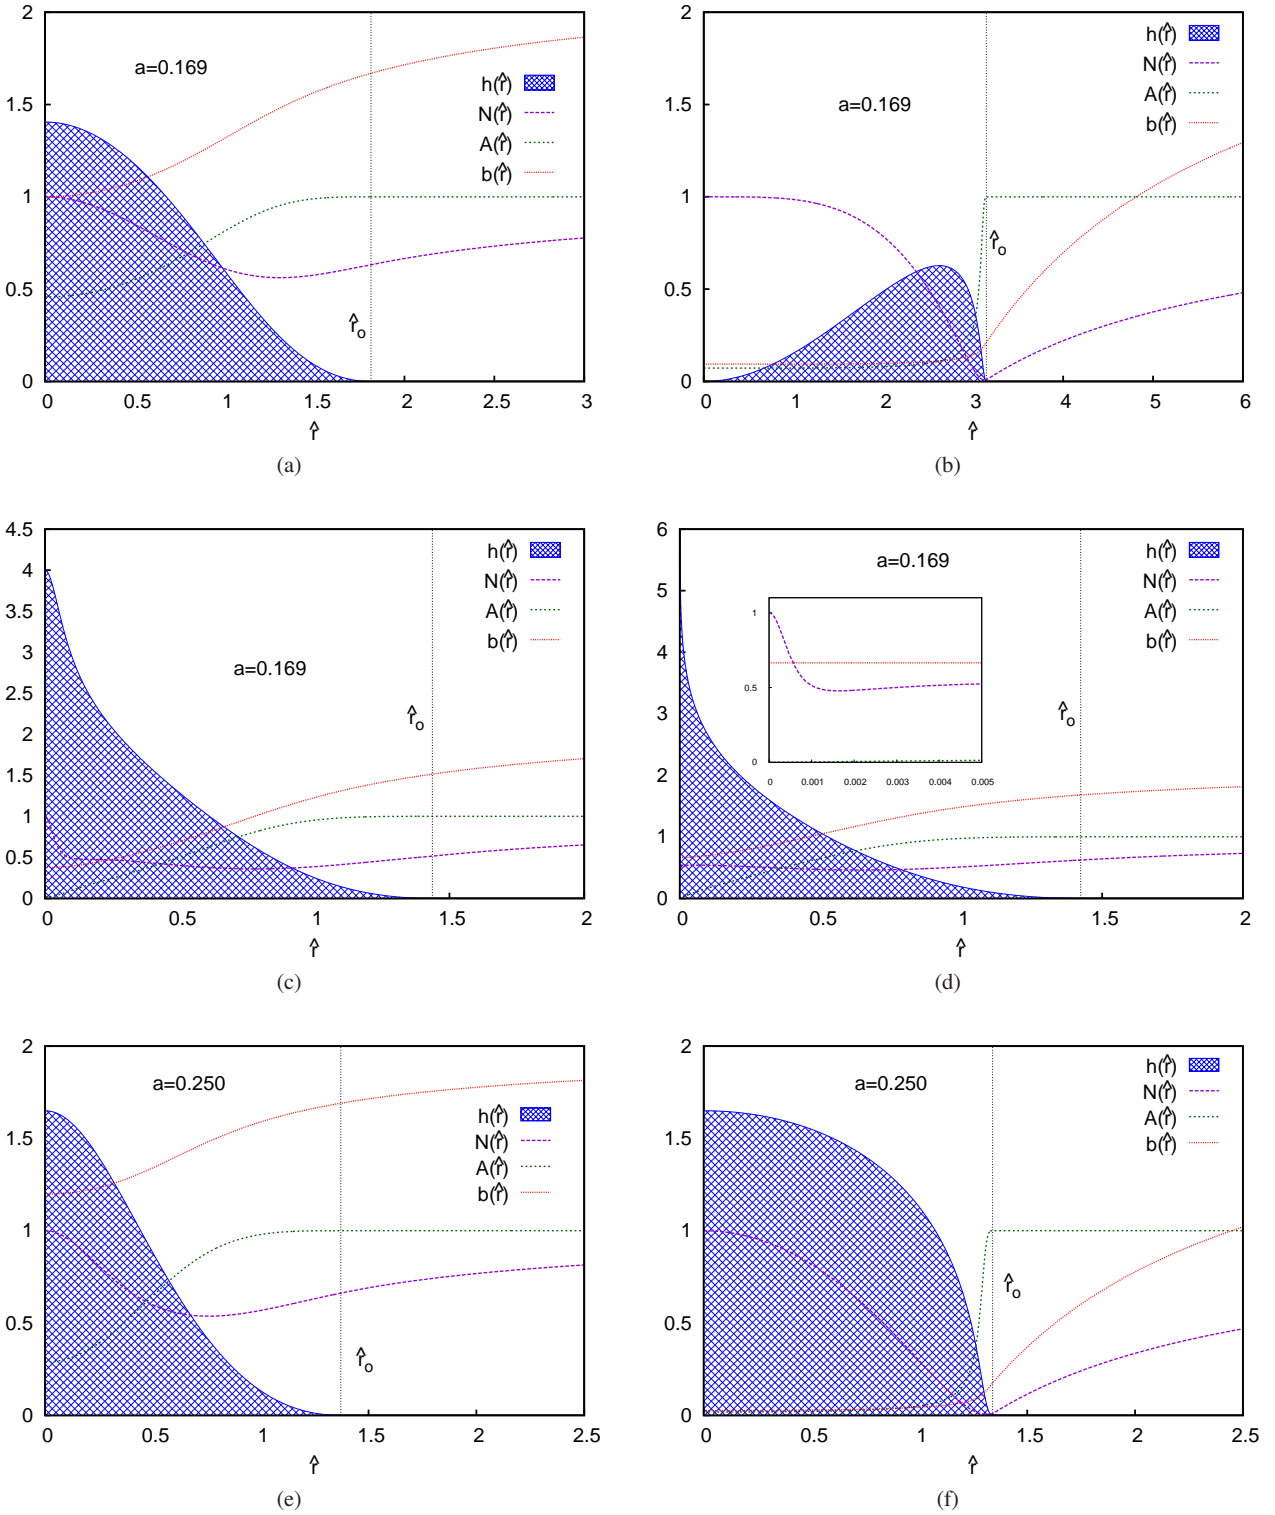 2
1.5
1
0.5
0
a=0.169
h(r̂)
N(r̂)
A(r̂)
b(r̂)
r̂o
0 0.5 1 1.5 2 2.5 3
r̂
(a)
2
1.5
1
0.5
0
a=0.169
h(r̂)
N(r̂)
A(r̂)
b(r̂)
r̂o
0 1 2 3 4 5 6
r̂
(b)
4.5
4
3.5
3
2.5
2
1.5
1
0.5
0
a=0.169
h(r̂)
N(r̂)
A(r̂)
b(r̂)
r̂o
0 0.5 1 1.5 2
r̂
(c)
6
5
4
3
2
1
0
a=0.169
h(r̂)
N(r̂)
A(r̂)
b(r̂)
1
0.5
0
0 0.001 0.002 0.003 0.004 0.005
r̂o
0 0.5 1 1.5 2
r̂
(d)
2
1.5
1
0.5
0
a=0.250
h(r̂)
N(r̂)
A(r̂)
b(r̂)
r̂o
0 0.5 1 1.5 2 2.5
r̂
(e)
2
1.5
1
0.5
0
a=0.250
h(r̂)
N(r̂)
A(r̂)
b(r̂)
r̂o
0 0.5 1 1.5 2 2.5
r̂
(f)